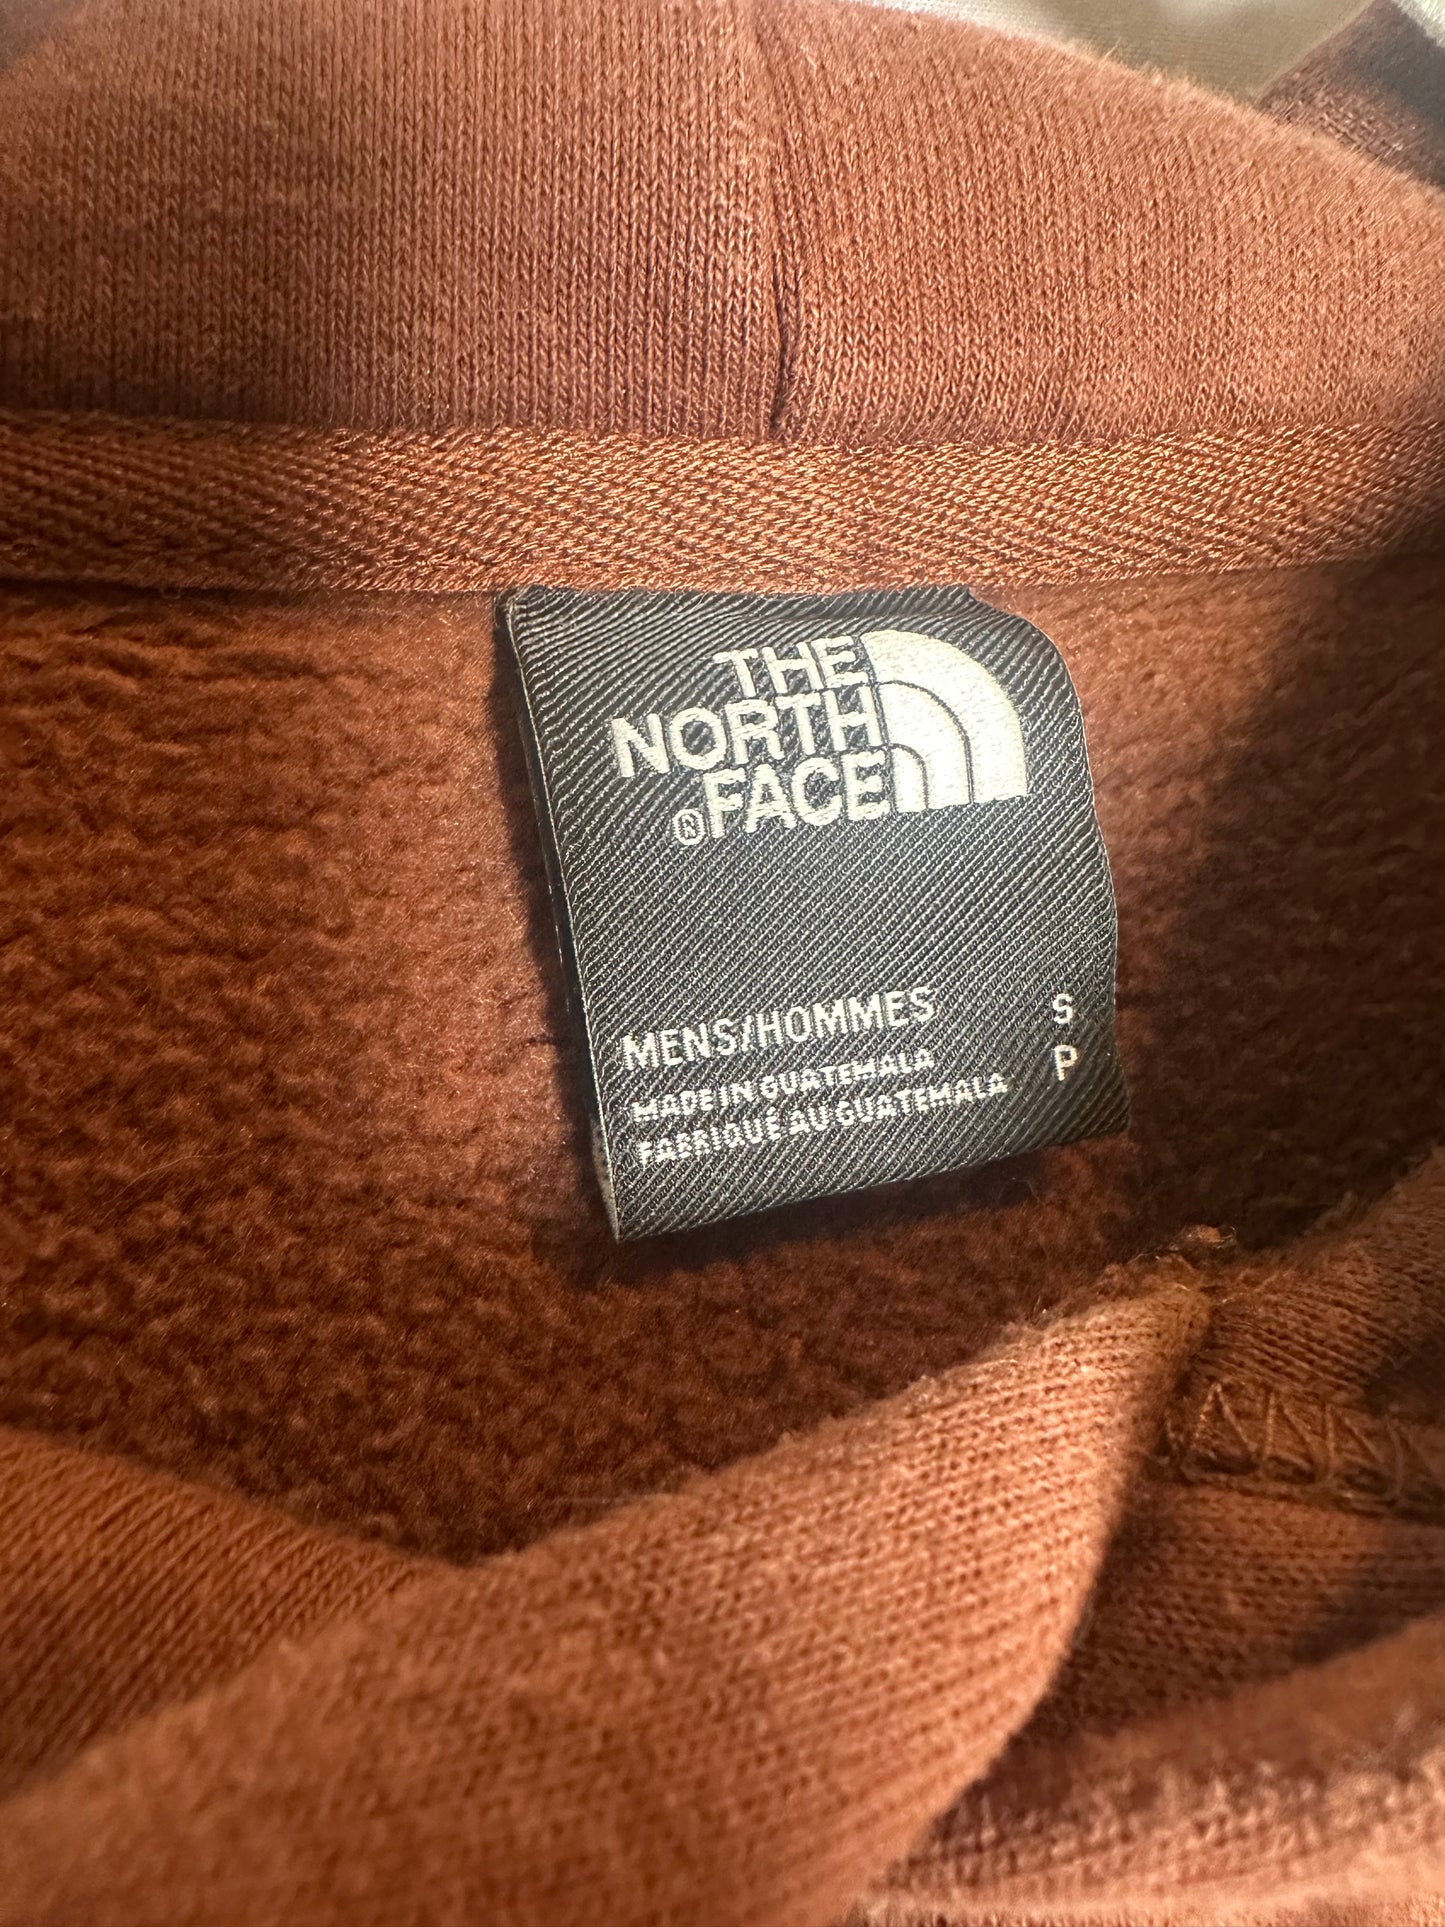 THE
NORTH
®FACE
MENS/HOMMES S
MADE IN GUATEMALA P
FABRIQUÉ AU GUATEMALA